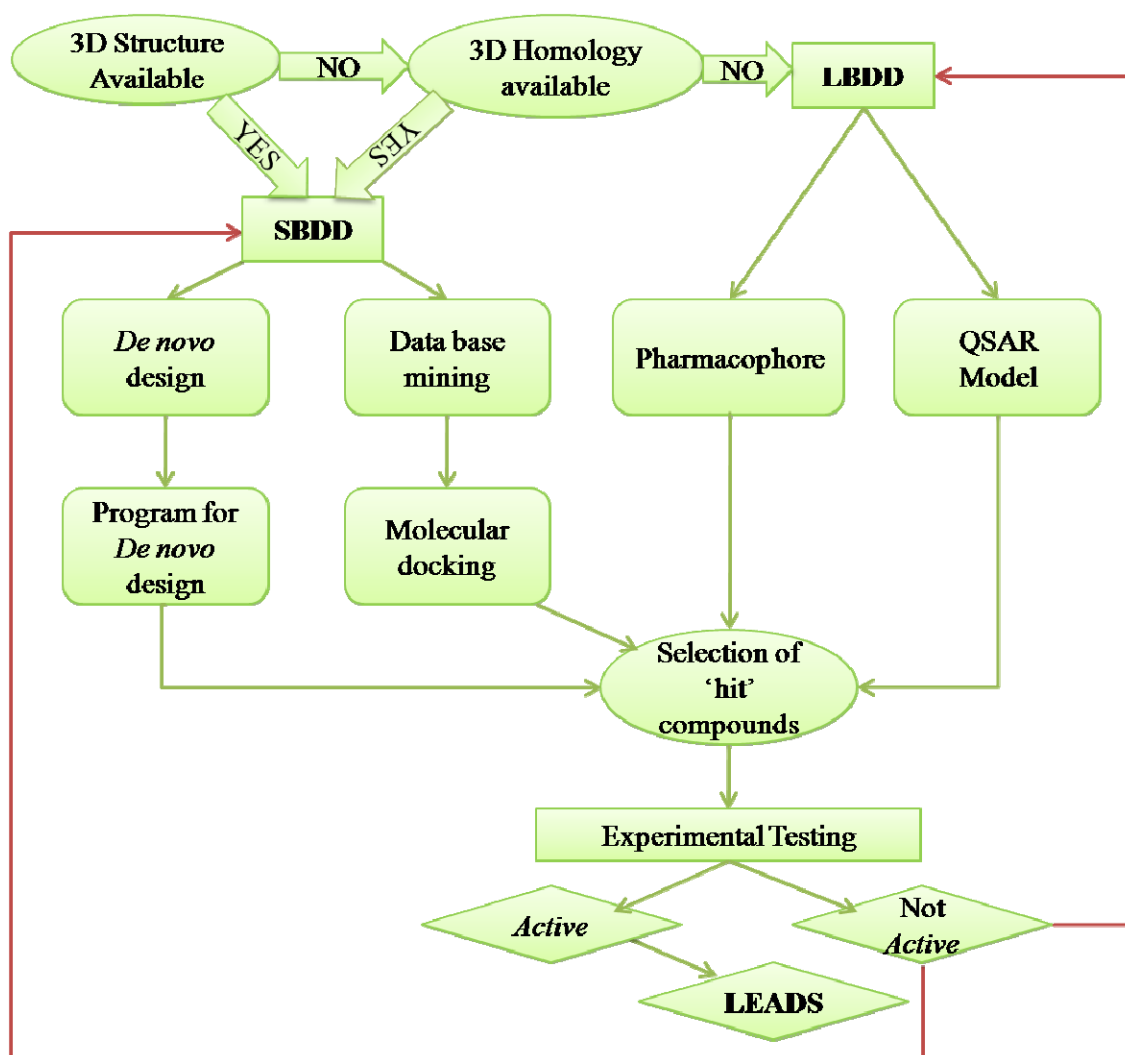 3D Structure
Available
NO
3D Homology
available
NO
LBDD
YES
YES
SBDD
De novo
design
Data base
mining
Pharmacophore
QSAR
Model
Program for
De novo
design
Molecular
docking
Selection of
‘hit’
compounds
Experimental Testing
Active
Not
Active
LEADS